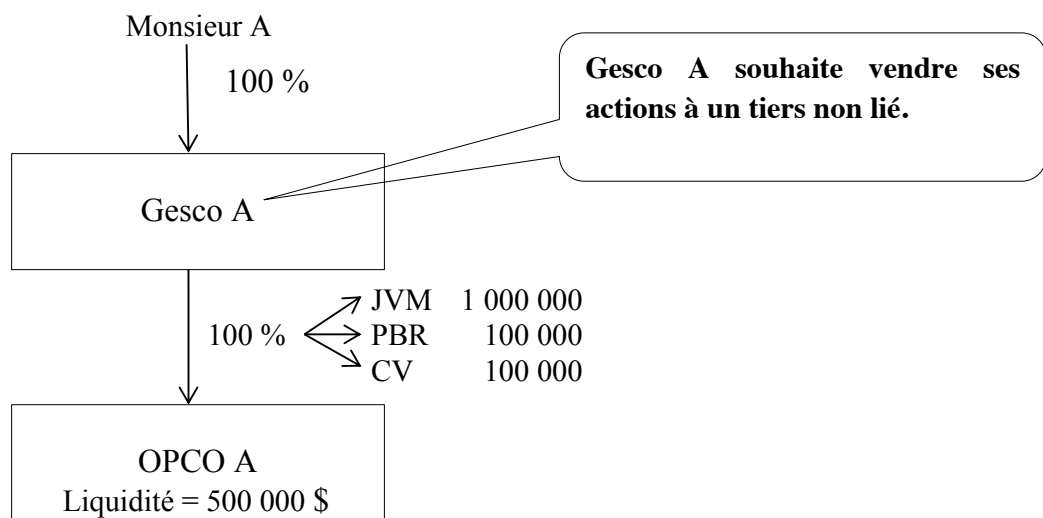 Monsieur A
100 %
Gesco A souhaite vendre ses
actions à un tiers non lié.
Gesco A
100 %
JVM 1 000 000
PBR 100 000
CV 100 000
OPCO A
Liquidité = 500 000 $